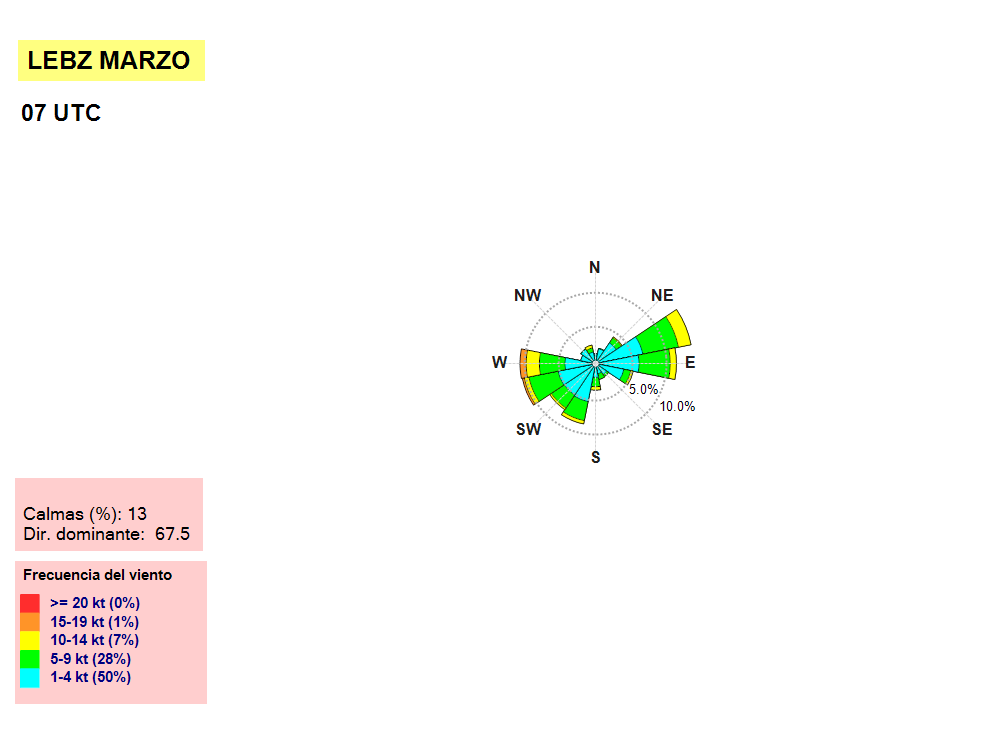 LEBZ MARZO
07 UTC
N
NW
NE
W
E
5.0%
10.0%
SW
SE
S
Calmas (%): 13
Dir. dominante: 67.5
Frecuencia del viento
>= 20 kt (0%)
15-19 kt (1%)
10-14 kt (7%)
5-9 kt (28%)
1-4 kt (50%)